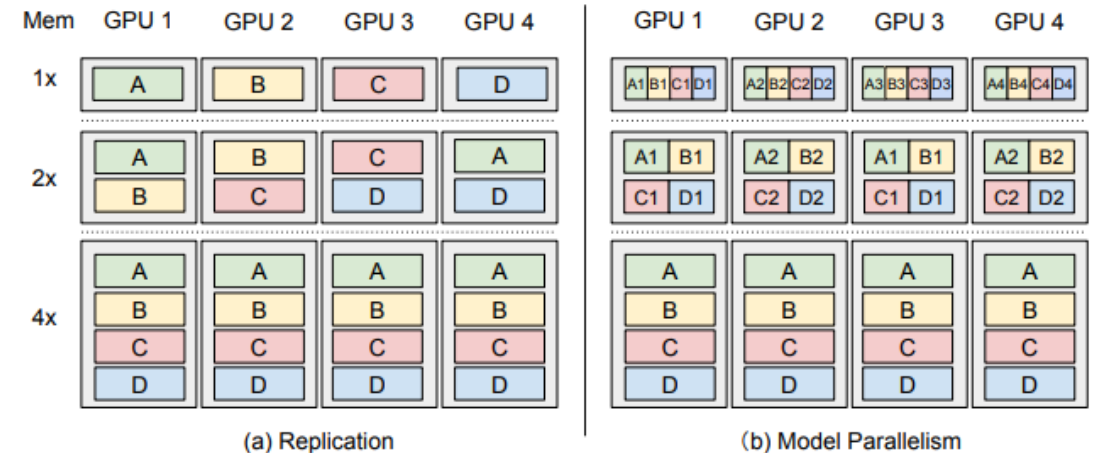 Mem GPU 1 GPU 2 GPU 3 GPU 4 GPU 1 GPU 2 GPU 3 GPU 4
1x A B C D A1 B1 C1 D1 A2 B2 C2 D2 A3 B3 C3 D3 A4 B4 C4 D4
2x
A B C A A1 B1 A2 B2 A1 B1 A2 B2
B C D D C1 D1 C2 D2 C1 D1 C2 D2
4x
A A A A A A A A
B B B B B B B B
C C C C C C C C
D D D D D D D D
(a) Replication (b) Model Parallelism